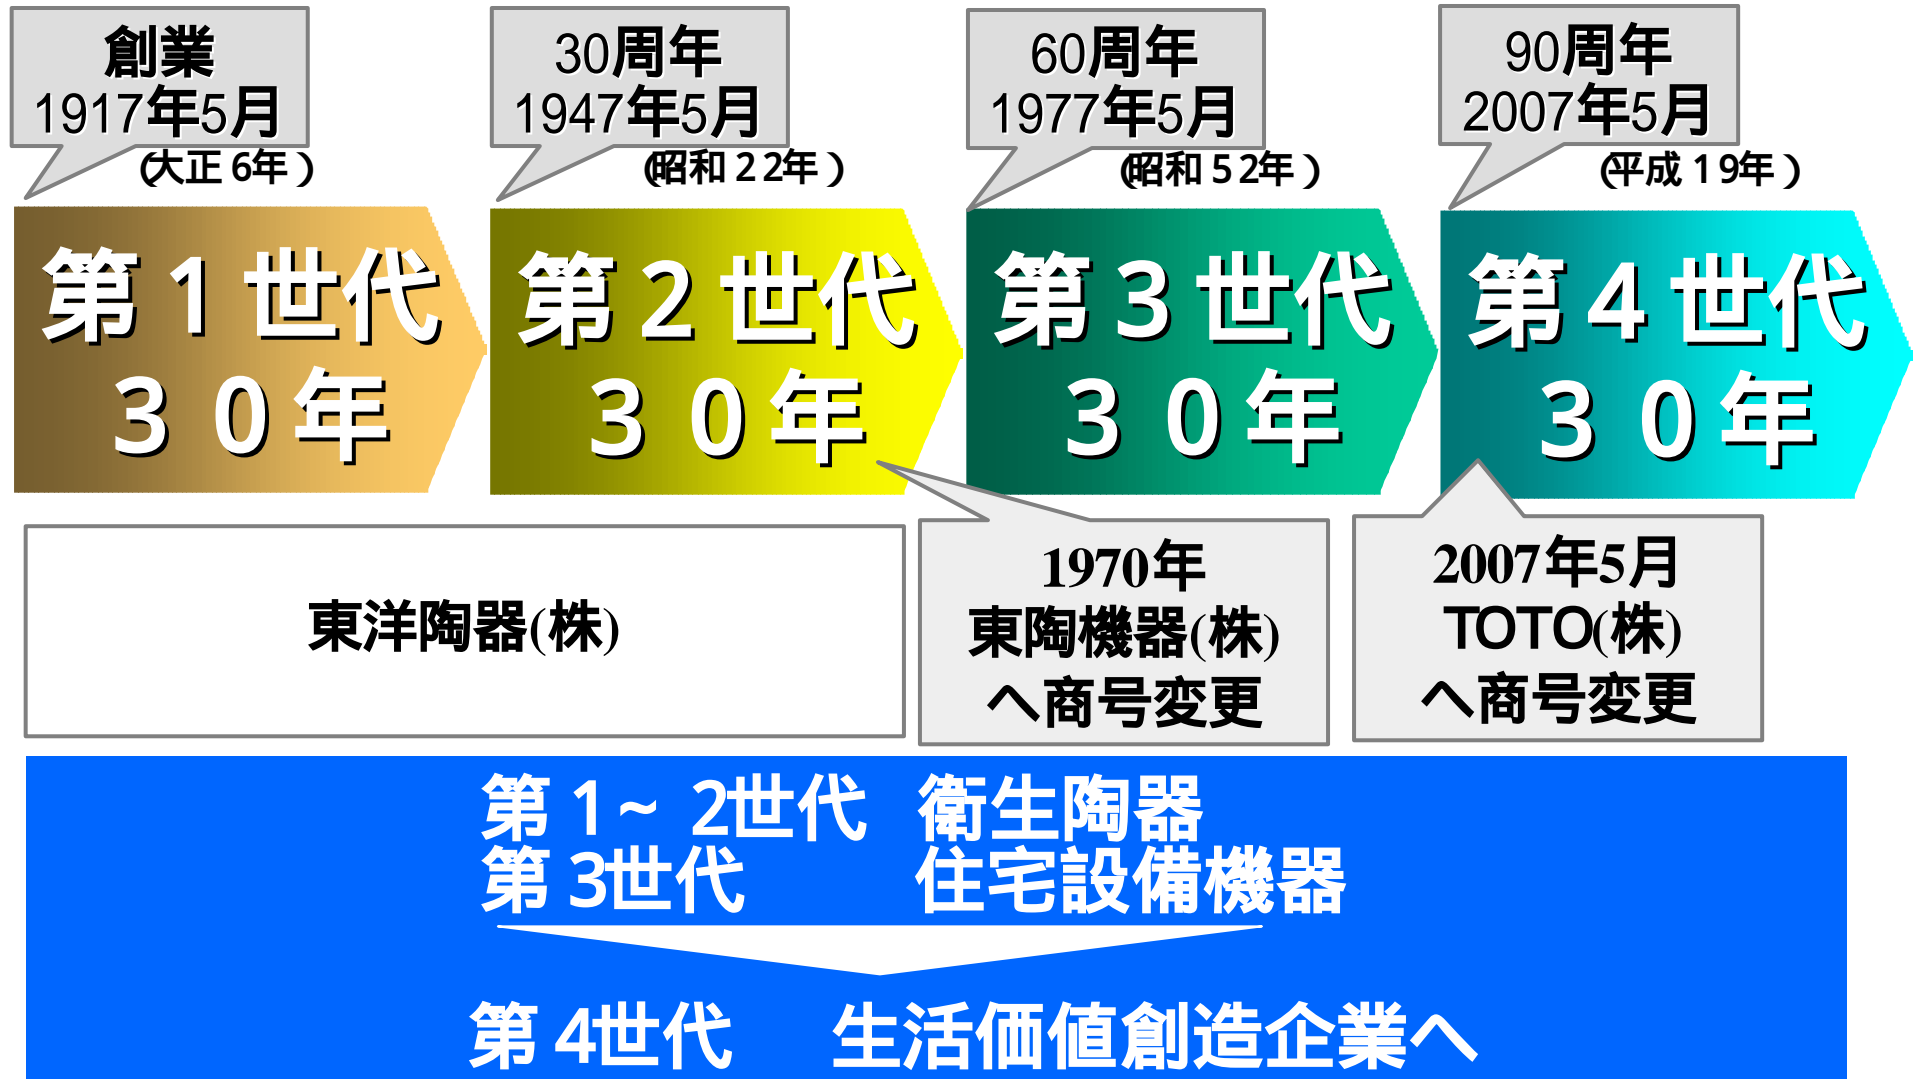 創業
1917年5月
(大正6年)
30周年
1947年5月
(昭和22年)
60周年
1977年5月
(昭和52年)
90周年
2007年5月
(平成19年)
第1世代
30年
第2世代
30年
第3世代
30年
第4世代
30年
東洋陶器(株)
1970年
東陶機器(株)
へ商号変更
2007年5月
TOTO(株)
へ商号変更
第1~2世代 衛生陶器
第3世代 住宅設備機器
第4世代 生活価値創造企業へ